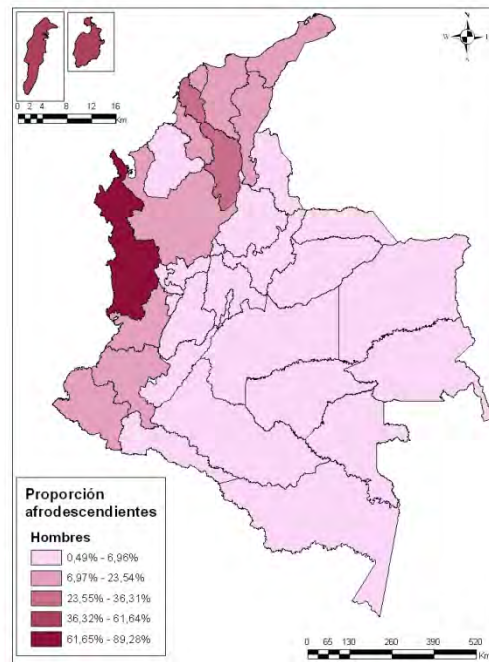 N
W E
S
0 2 4 8 12 16
Km
Proporción
afrodescendientes
Hombres
0,49% - 6,96%
6,97% - 23,54%
23,55% - 36,31%
36,32% - 61,64%
61,65% - 89,28%
0 65 130 260 390 520
Km